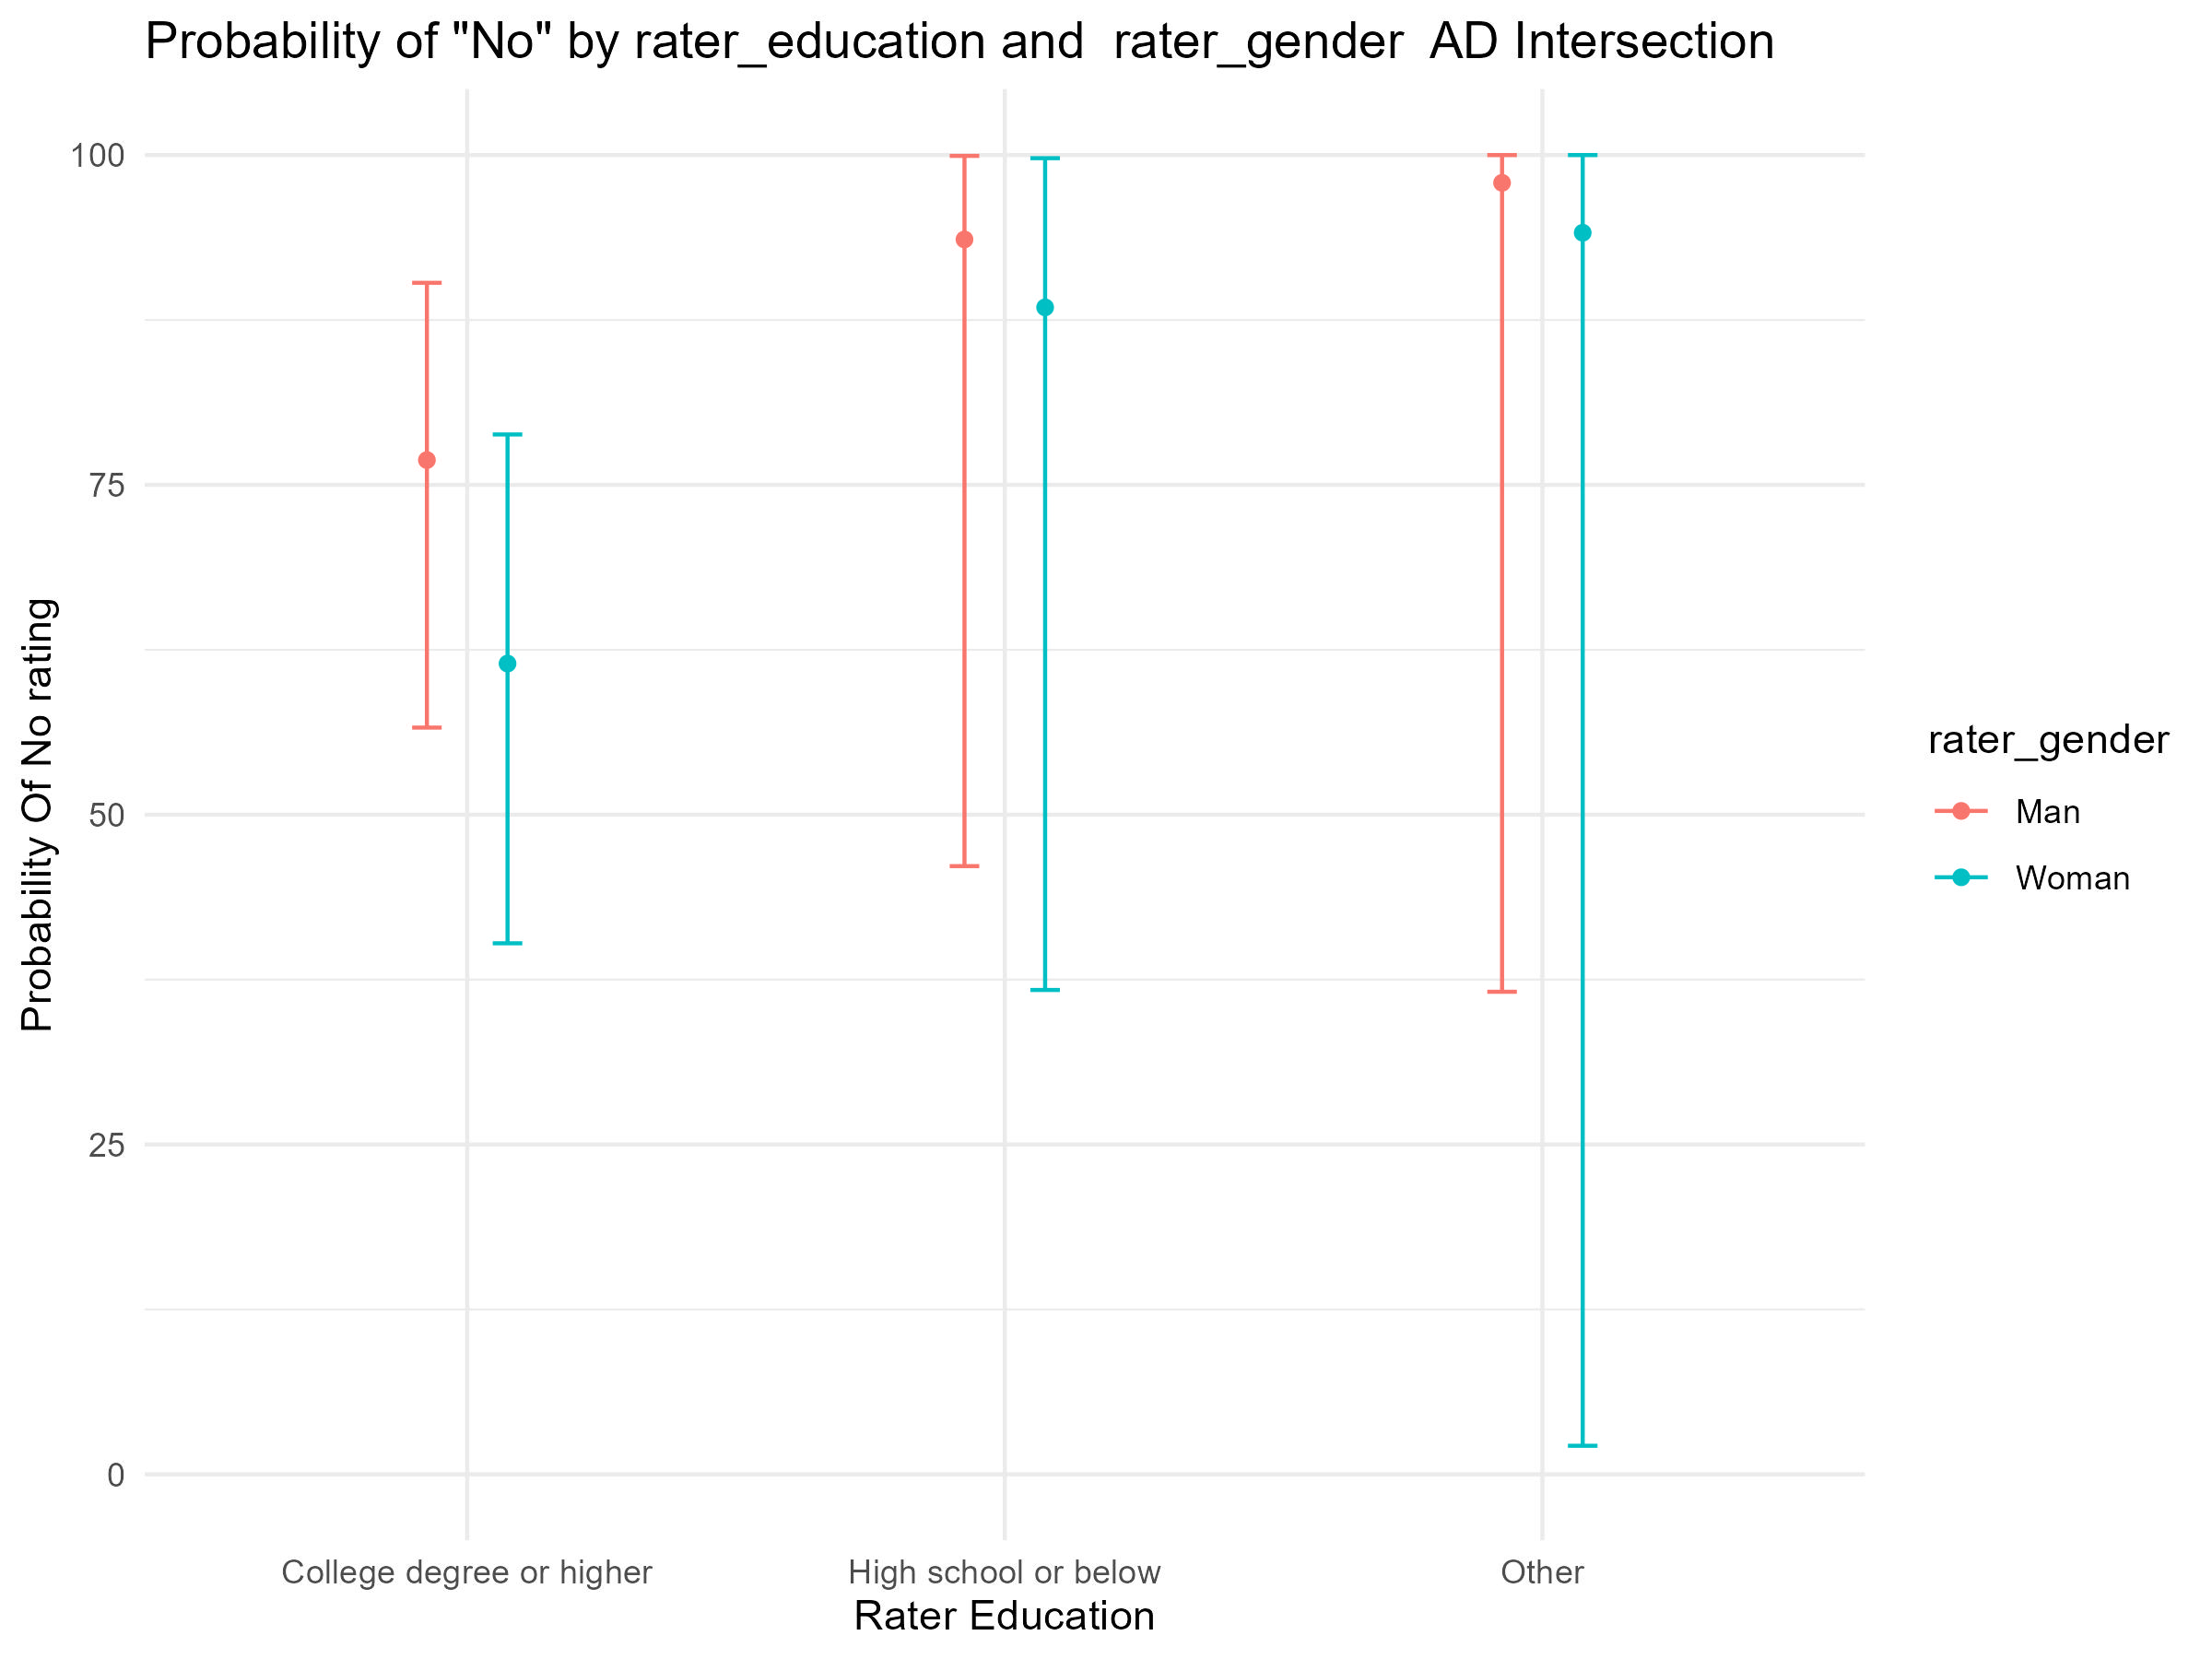 Probability of "No" by rater_education and  rater_gender  AD Intersection
100
75
50
25
0
Probability Of No rating
College degree or higher
High school or below
Other
Rater Education
rater_gender
Man
Woman